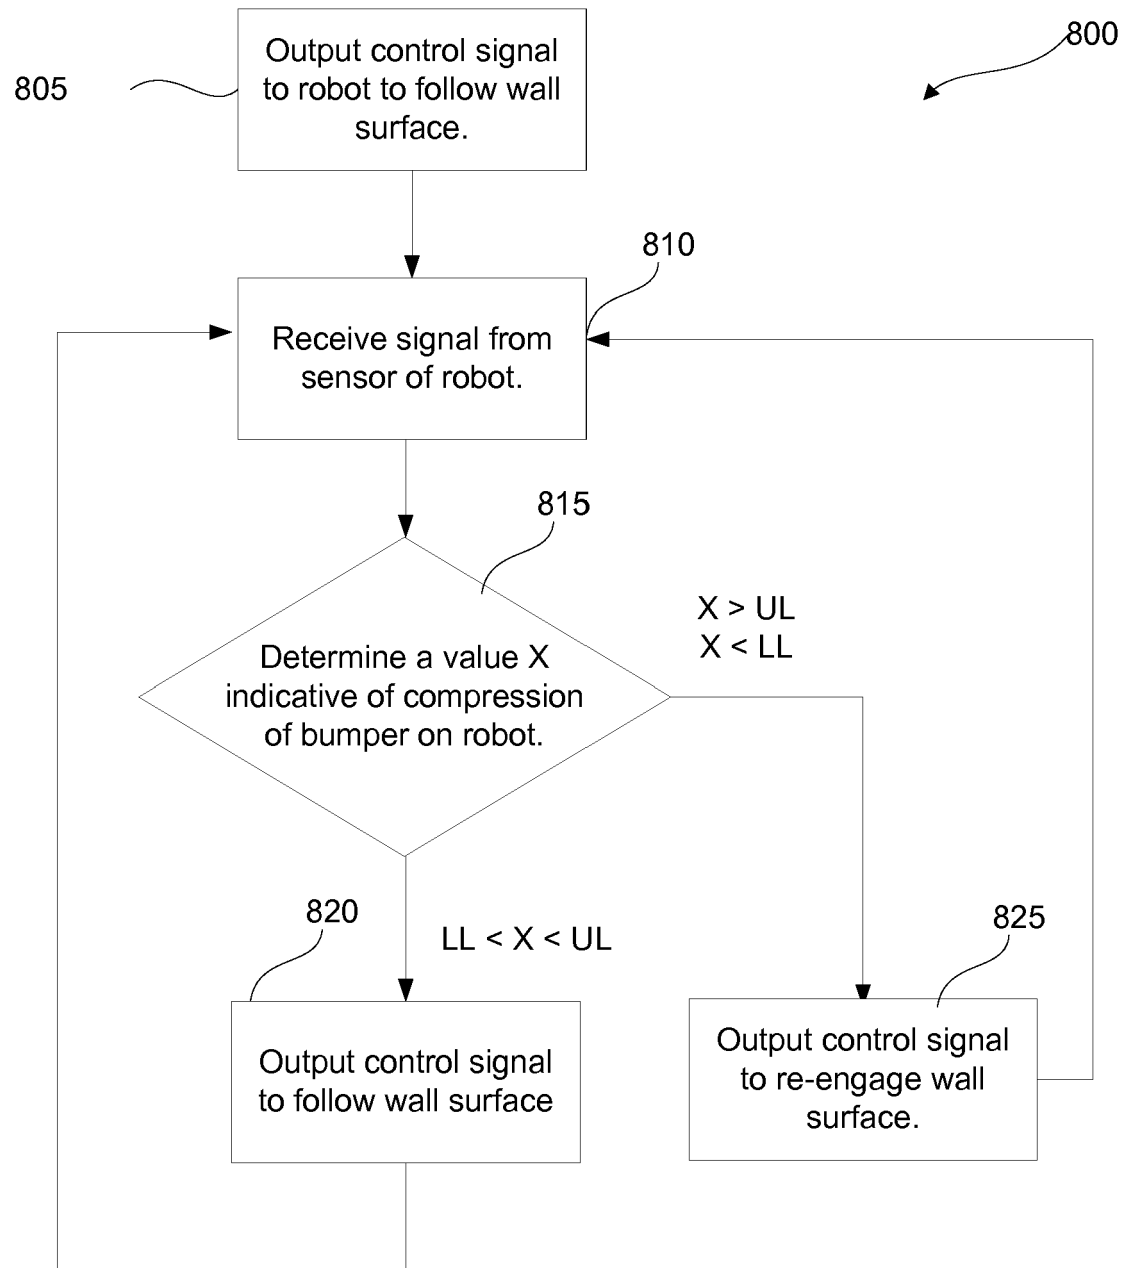 800
805
Output control signal
to robot to follow wall
surface.
810
Receive signal from
sensor of robot.
815
Determine a value X
indicative of compression
of bumper on robot.
X > UL
X < LL
820
LL < X < UL
825
Output control signal
to follow wall surface
Output control signal
to re-engage wall
surface.